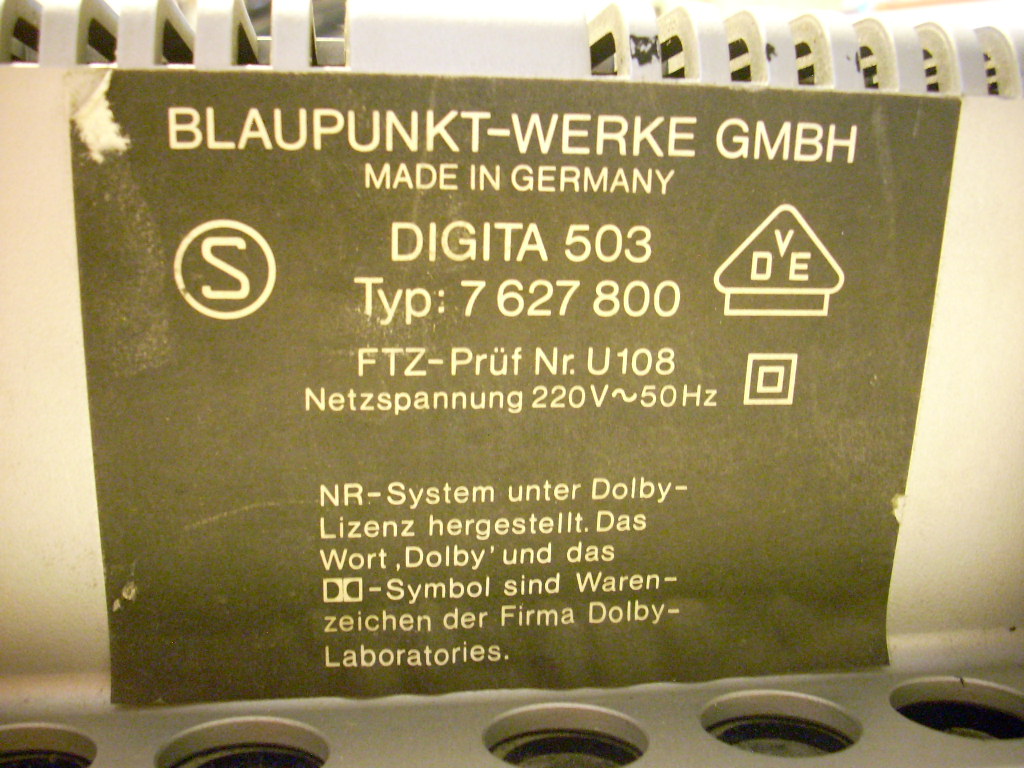 BLAUPUNKT-WERKE GMBH
MADE IN GERMANY
S
DIGITA 503
D V E
Typ: 7 627 800
FTZ-Prüf Nr. U108
Netzspannung 220V~50Hz
NR-System unter Dolby-
Lizenz hergestellt. Das
Wort ‚Dolby' und das
DD-Symbol sind Waren-
zeichen der Firma Dolby-
Laboratories.